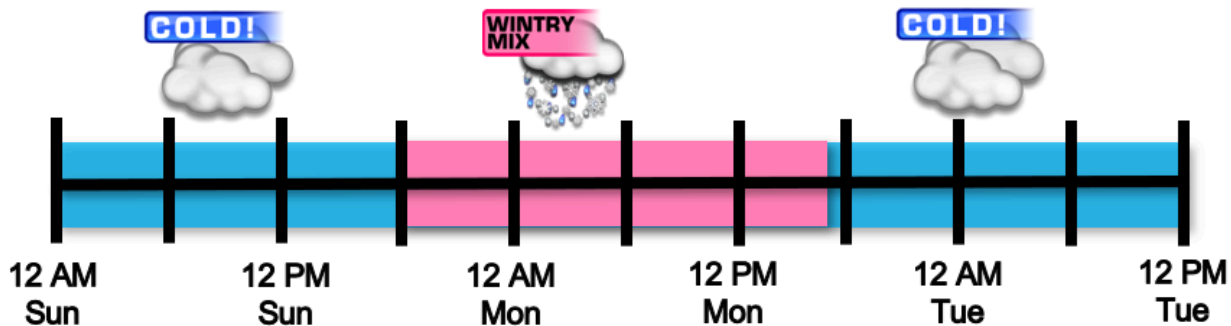 COLD!
WINTRY
MIX
COLD!
12 AM
Sun
12 PM
Sun
12 AM
Mon
12 PM
Mon
12 AM
Tue
12 PM
Tue